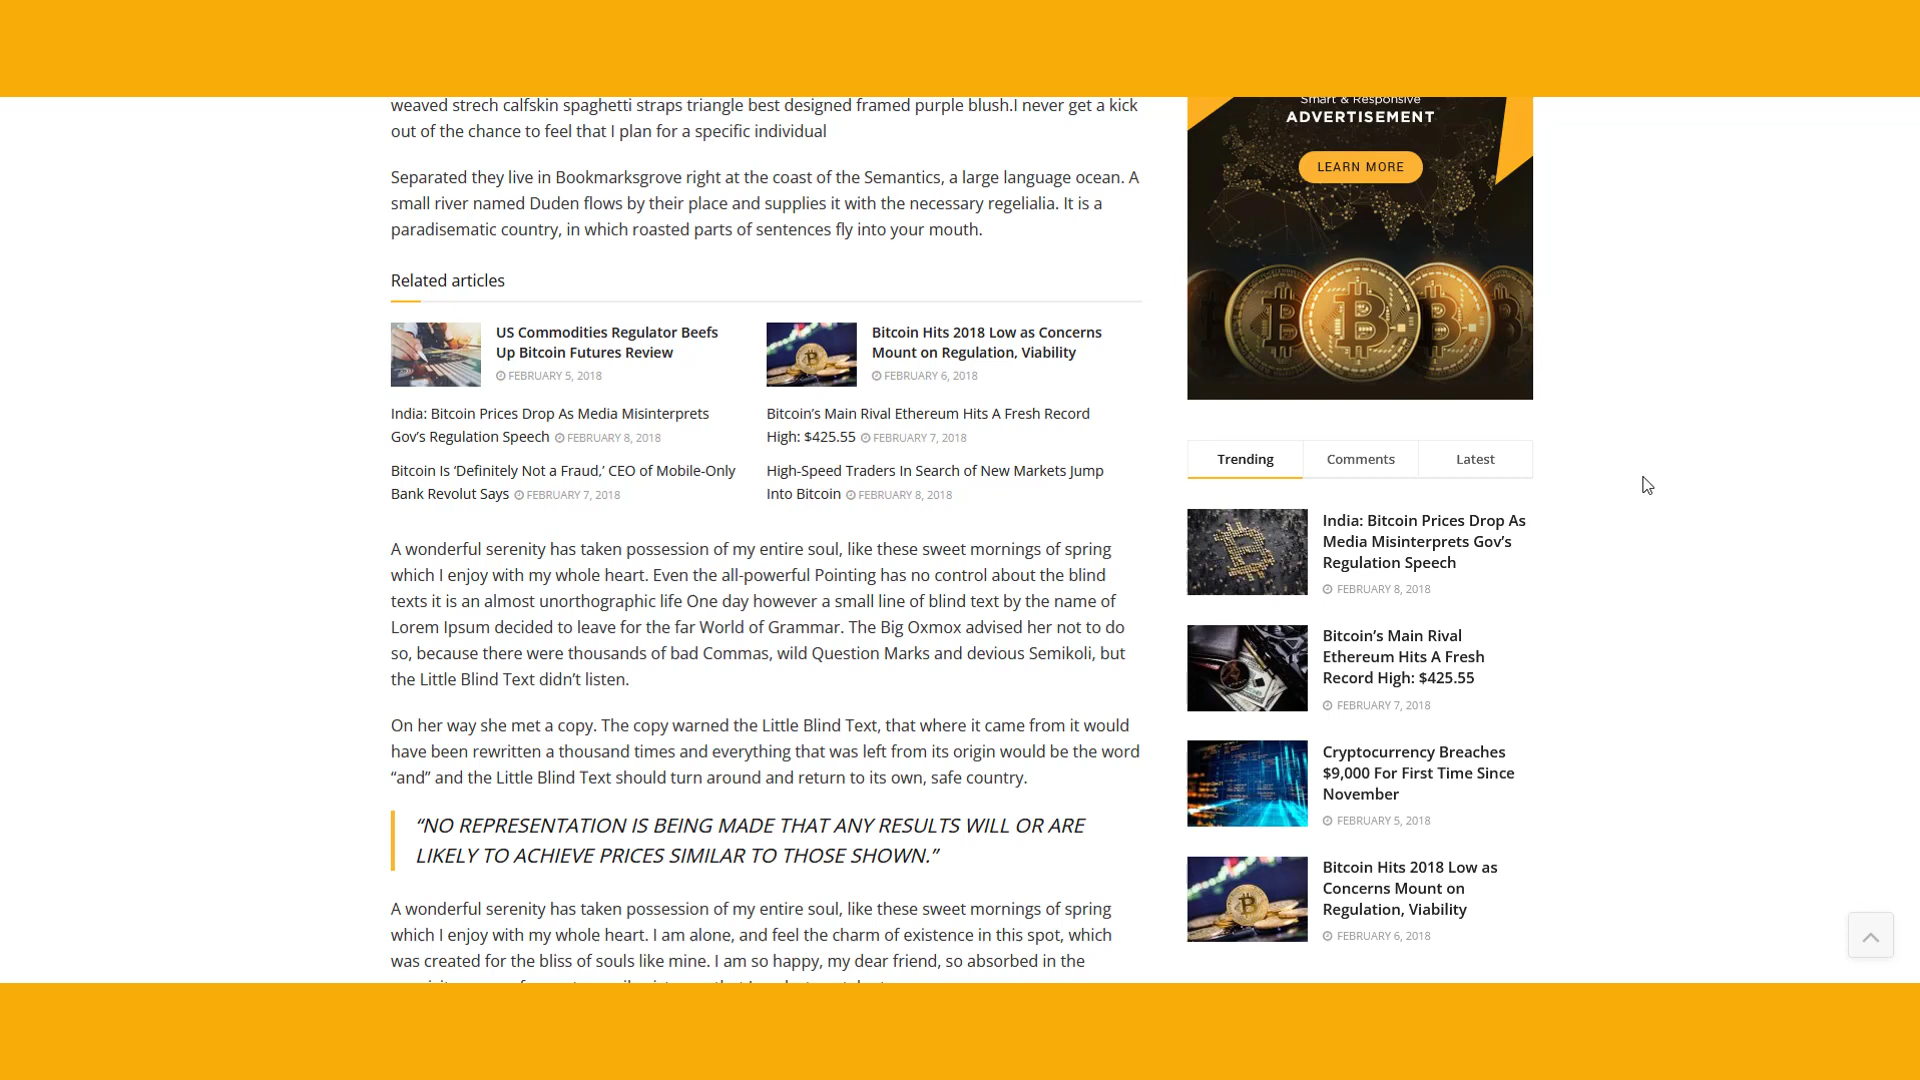 weaved strech calfskin spaghetti straps triangle best designed framed purple blush.I never get a kick
out of the chance to feel that I plan for a specific individual
Separated they live in Bookmarksgrove right at the coast of the Semantics, a large language ocean. A
small river named Duden flows by their place and supplies it with the necessary regelialia. It is a
paradisematic country, in which roasted parts of sentences fly into your mouth.
Related articles
US Commodities Regulator Beefs
Up Bitcoin Futures Review
FEBRUARY 5, 2018
Bitcoin Hits 2018 Low as Concerns
Mount on Regulation, Viability
FEBRUARY 6, 2018
India: Bitcoin Prices Drop As Media Misinterprets
Gov’s Regulation Speech FEBRUARY 8, 2018
Bitcoin’s Main Rival Ethereum Hits A Fresh Record
High: $425.55 FEBRUARY 7, 2018
Bitcoin Is ‘Definitely Not a Fraud,’ CEO of Mobile-Only
Bank Revolut Says FEBRUARY 7, 2018
High-Speed Traders In Search of New Markets Jump
Into Bitcoin FEBRUARY 8, 2018
A wonderful serenity has taken possession of my entire soul, like these sweet mornings of spring
which I enjoy with my whole heart. Even the all-powerful Pointing has no control about the blind
texts it is an almost unorthographic life One day however a small line of blind text by the name of
Lorem Ipsum decided to leave for the far World of Grammar. The Big Oxmox advised her not to do
so, because there were thousands of bad Commas, wild Question Marks and devious Semikoli, but
the Little Blind Text didn’t listen.
On her way she met a copy. The copy warned the Little Blind Text, that where it came from it would
have been rewritten a thousand times and everything that was left from its origin would be the word
“and” and the Little Blind Text should turn around and return to its own, safe country.
“NO REPRESENTATION IS BEING MADE THAT ANY RESULTS WILL OR ARE
LIKELY TO ACHIEVE PRICES SIMILAR TO THOSE SHOWN.”
A wonderful serenity has taken possession of my entire soul, like these sweet mornings of spring
which I enjoy with my whole heart. I am alone, and feel the charm of existence in this spot, which
was created for the bliss of souls like mine. I am so happy, my dear friend, so absorbed in the
Smart & Responsive
ADVERTISEMENT
LEARN MORE
Trending
Comments
Latest
India: Bitcoin Prices Drop As
Media Misinterprets Gov’s
Regulation Speech
FEBRUARY 8, 2018
Bitcoin’s Main Rival
Ethereum Hits A Fresh
Record High: $425.55
FEBRUARY 7, 2018
Cryptocurrency Breaches
$9,000 For First Time Since
November
FEBRUARY 5, 2018
Bitcoin Hits 2018 Low as
Concerns Mount on
Regulation, Viability
FEBRUARY 6, 2018